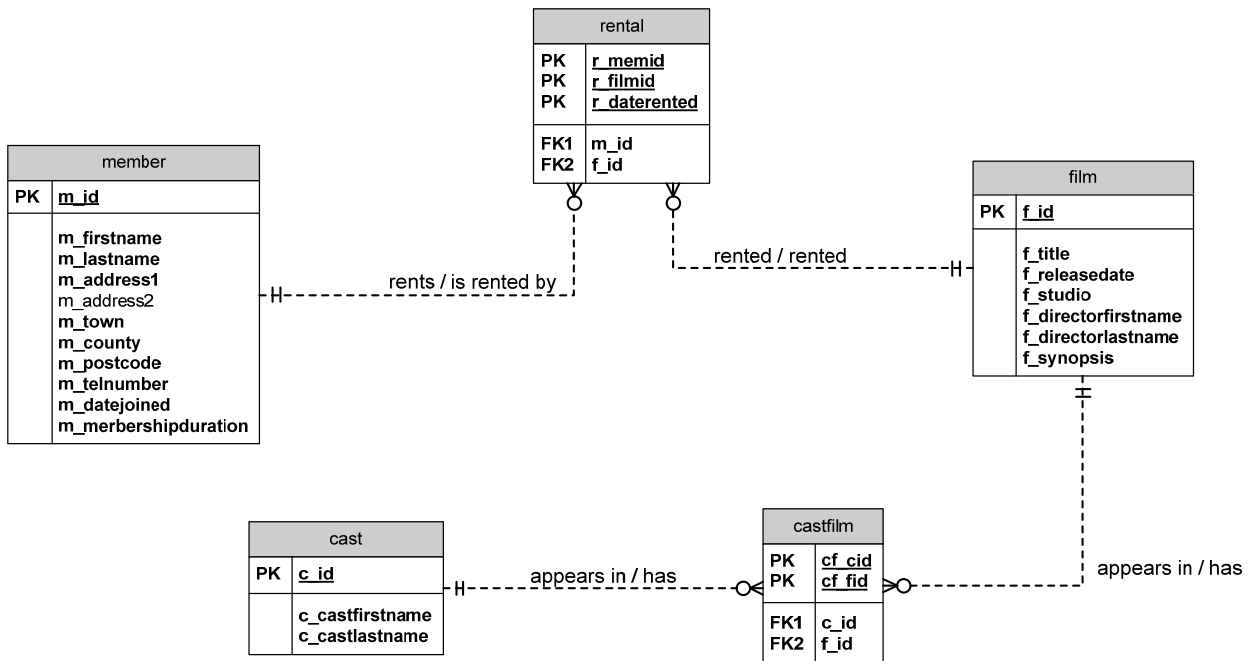 rental
PK r_memid
PK r_filmid
PK r_daterented
FK1 m_id
FK2 f_id
member
PK m_id
m_firstname
m_lastname
m_address1
m_address2
m_town
m_county
m_postcode
m_telnumber
m_datejoined
m_merbershipduration
rents / is rented by
rented / rented
film
PK f_id
f_title
f_releasedate
f_studio
f_directorfirstname
f_directorlastname
f_synopsis
cast
PK c_id
c_castfirstname
c_castlastname
appears in / has
castfilm
PK cf_cid
PK cf_fid
FK1 c_id
FK2 f_id
appears in / has